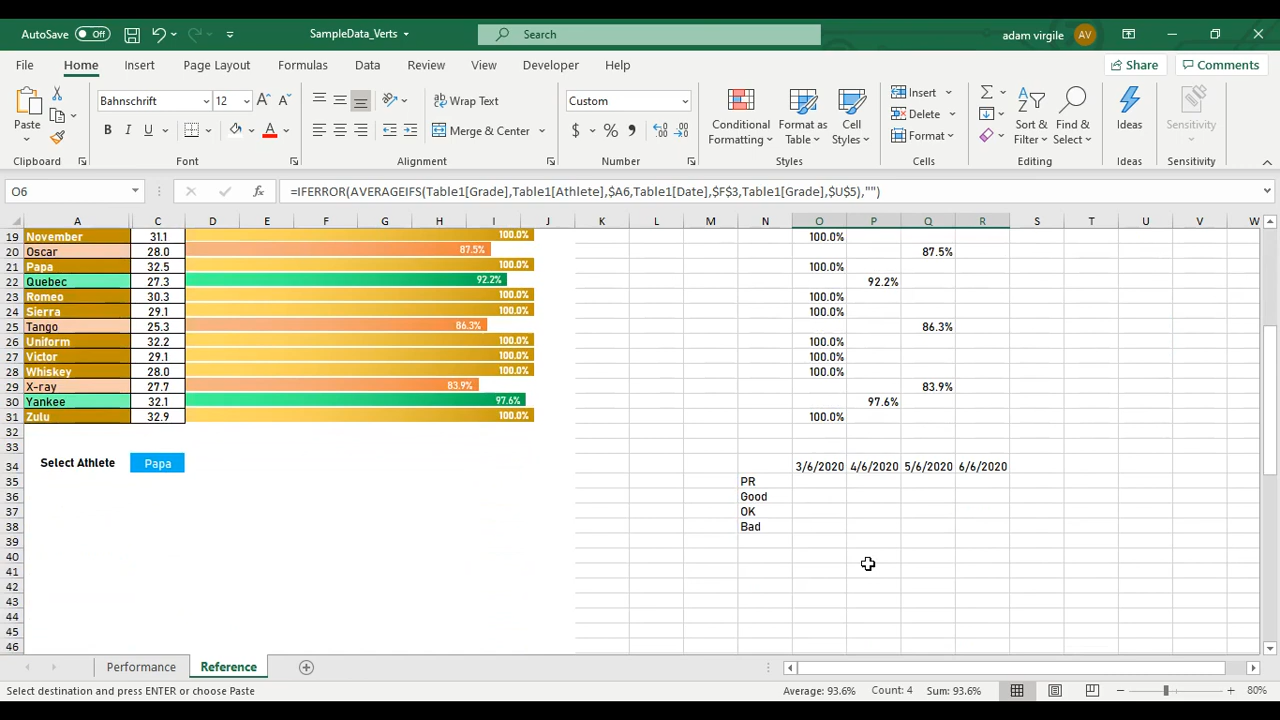 AutoSave Off SampleData_Verts Search adam virgile AV
File Home Insert Page Layout Formulas Data Review View Developer Help Share Comments
Bahnschrift 12 Wrap Text Custom Insert
Paste B I U A Merge & Center $ % Conditional Formatting Format as Table Cell Styles Delete Format Sort & Filter Find & Select Ideas Sensitivity
Clipboard Font Alignment Number Styles Cells Editing Ideas Sensitivity
O6 fx =IFERROR(AVERAGEIFS(Table1[Grade],Table1[Athlete],$A6,Table1[Date],$F$3,Table1[Grade],$U$5),"")
A C D E F G H I J K L M N O P Q R S T U V W
19 November 31.1 100.0% 100.0%
20 Oscar 28.0 87.5% 87.5%
21 Papa 32.5 100.0% 100.0%
22 Quebec 27.3 92.2% 92.2%
23 Romeo 30.3 100.0% 100.0%
24 Sierra 29.1 100.0% 100.0%
25 Tango 25.3 86.3% 86.3%
26 Uniform 32.2 100.0% 100.0%
27 Victor 29.1 100.0% 100.0%
28 Whiskey 28.0 100.0% 100.0%
29 X-ray 27.7 83.9% 83.9%
30 Yankee 32.1 97.6% 97.6%
31 Zulu 32.9 100.0% 100.0%
32
33
34 Select Athlete Papa 3/6/2020 4/6/2020 5/6/2020 6/6/2020
35 PR
36 Good
37 OK
38 Bad
39
40
41
42
43
44
45
46
Performance Reference
Select destination and press ENTER or choose Paste Average: 93.6% Count: 4 Sum: 93.6% 80%